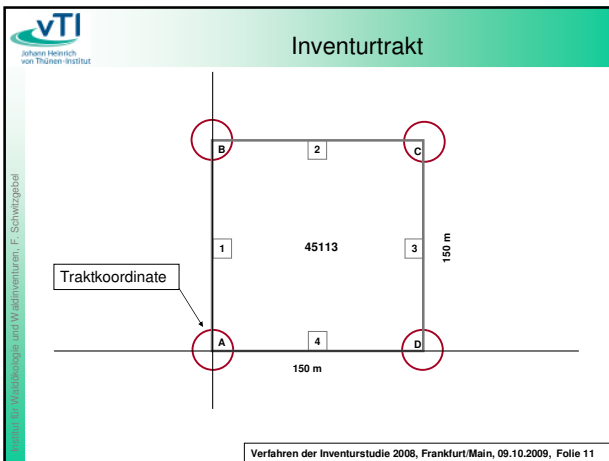 vTI
Johann Heinrich
von Thünen-Institut
Inventurtrakt
B
2
C
1
45113
3
150 m
Traktkoordinate
A
4
D
150 m
Institut für Waldökologie und Waldinventuren, F. Schwitzgebel
Verfahren der Inventurstudie 2008, Frankfurt/Main, 09.10.2009, Folie 11